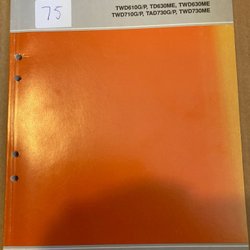 TWD610G/P, TD630ME, TWD630ME
TWD710G/P, TAD730G/P, TWD730ME
75